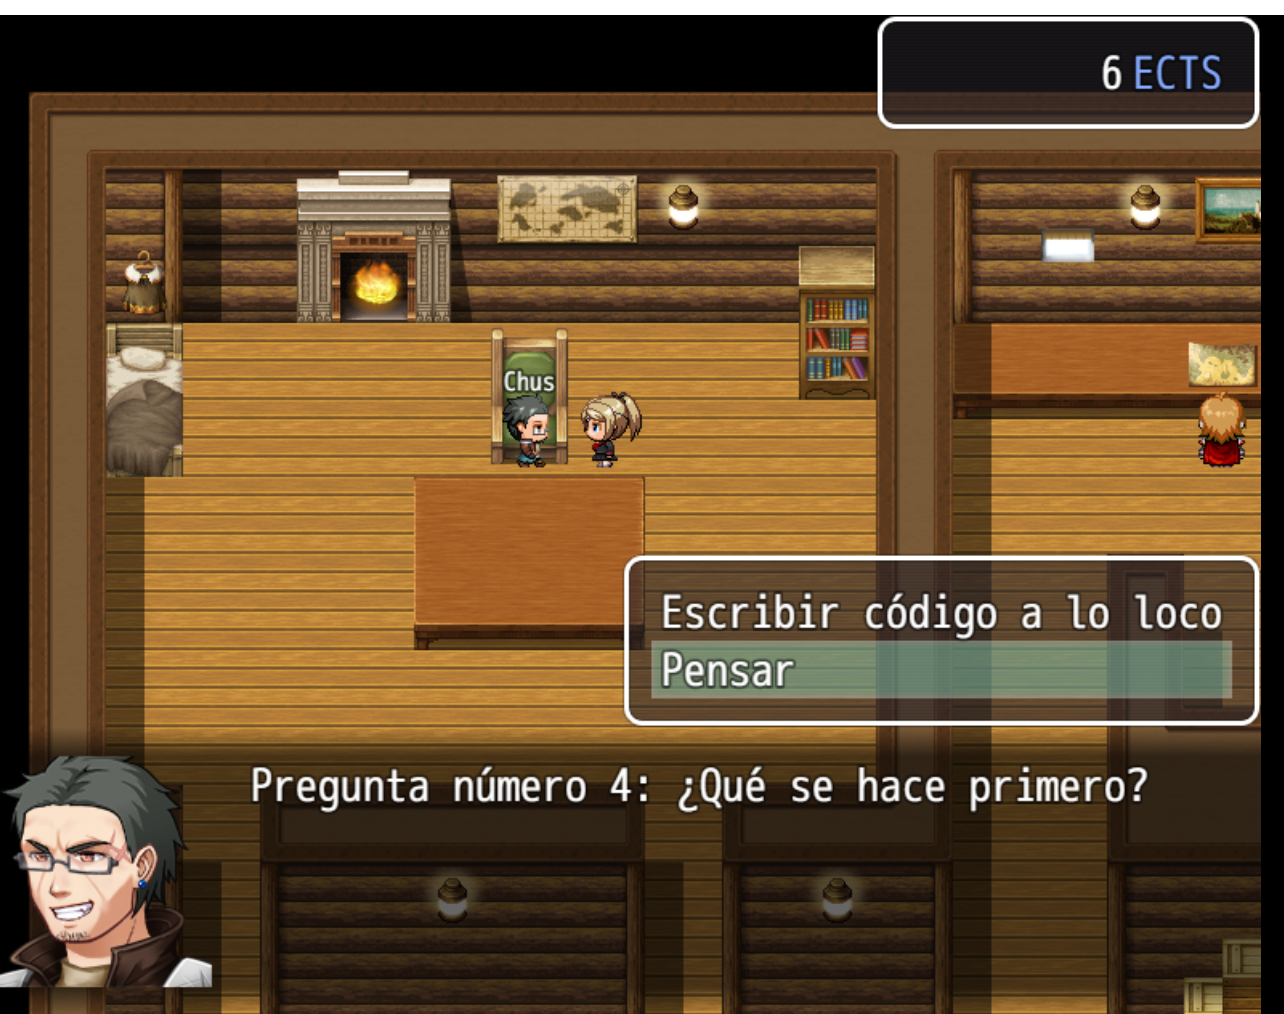 6 ECTS
Chus
Escribir código a lo loco
Pensar
Pregunta número 4: ¿Qué se hace primero?